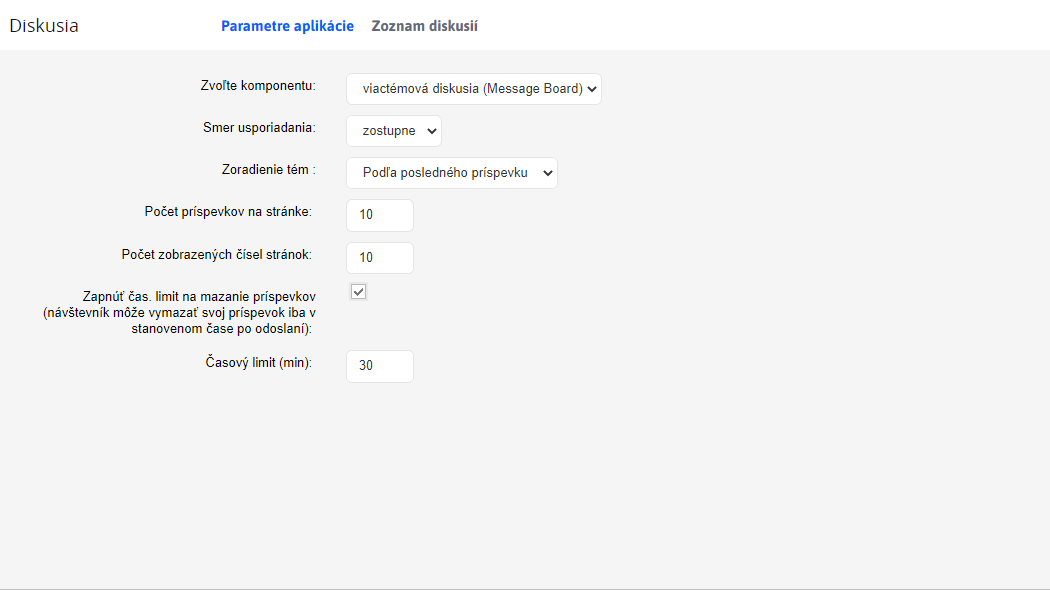 Diskusia
Parametre aplikácie
Zoznam diskusií
Zvoľte komponentu:
viactémová diskusia (Message Board)
Smer usporiadania:
zostupne
Zoradienie tém :
Podľa posledného príspevku
Počet príspevkov na stránke:
10
Počet zobrazených čísel stránok:
10
Zapnúť čas. limit na mazanie príspevkov
(návštevník môže vymazať svoj príspevok iba v
stanovenom čase po odoslaní):
Časový limit (min):
30